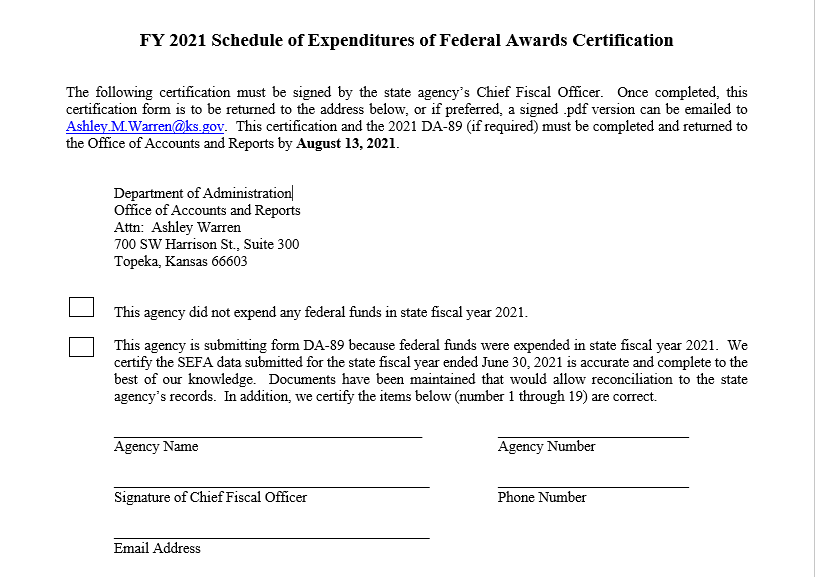 FY 2021 Schedule of Expenditures of Federal Awards Certification
The following certification must be signed by the state agency's Chief Fiscal Officer. Once completed, this
certification form is to be returned to the address below, or if preferred, a signed .pdf version can be emailed to
Ashley.M.Warren@ks.gov. This certification and the 2021 DA-89 (if required) must be completed and returned to
the Office of Accounts and Reports by August 13, 2021.
Department of Administration
Office of Accounts and Reports
Attn: Ashley Warren
700 SW Harrison St., Suite 300
Topeka, Kansas 66603
This agency did not expend any federal funds in state fiscal year 2021.
This agency is submitting form DA-89 because federal funds were expended in state fiscal year 2021. We
certify the SEFA data submitted for the state fiscal year ended June 30, 2021 is accurate and complete to the
best of our knowledge. Documents have been maintained that would allow reconciliation to the state
agency's records. In addition, we certify the items below (number 1 through 19) are correct.
Agency Name Agency Number
Signature of Chief Fiscal Officer Phone Number
Email Address